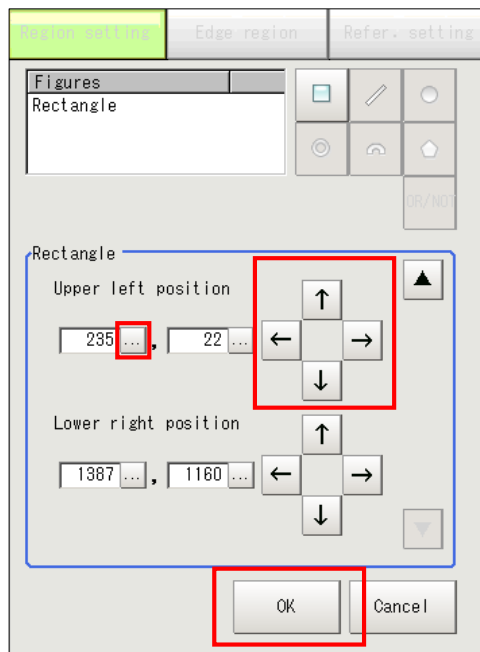 Region setting
Edge region
Refer. setting
Figures
Rectangle
OR/NOT
Rectangle
Upper left position
235 ... , 22 ...
Lower right position
1387 ... , 1160 ...
OK
Cancel